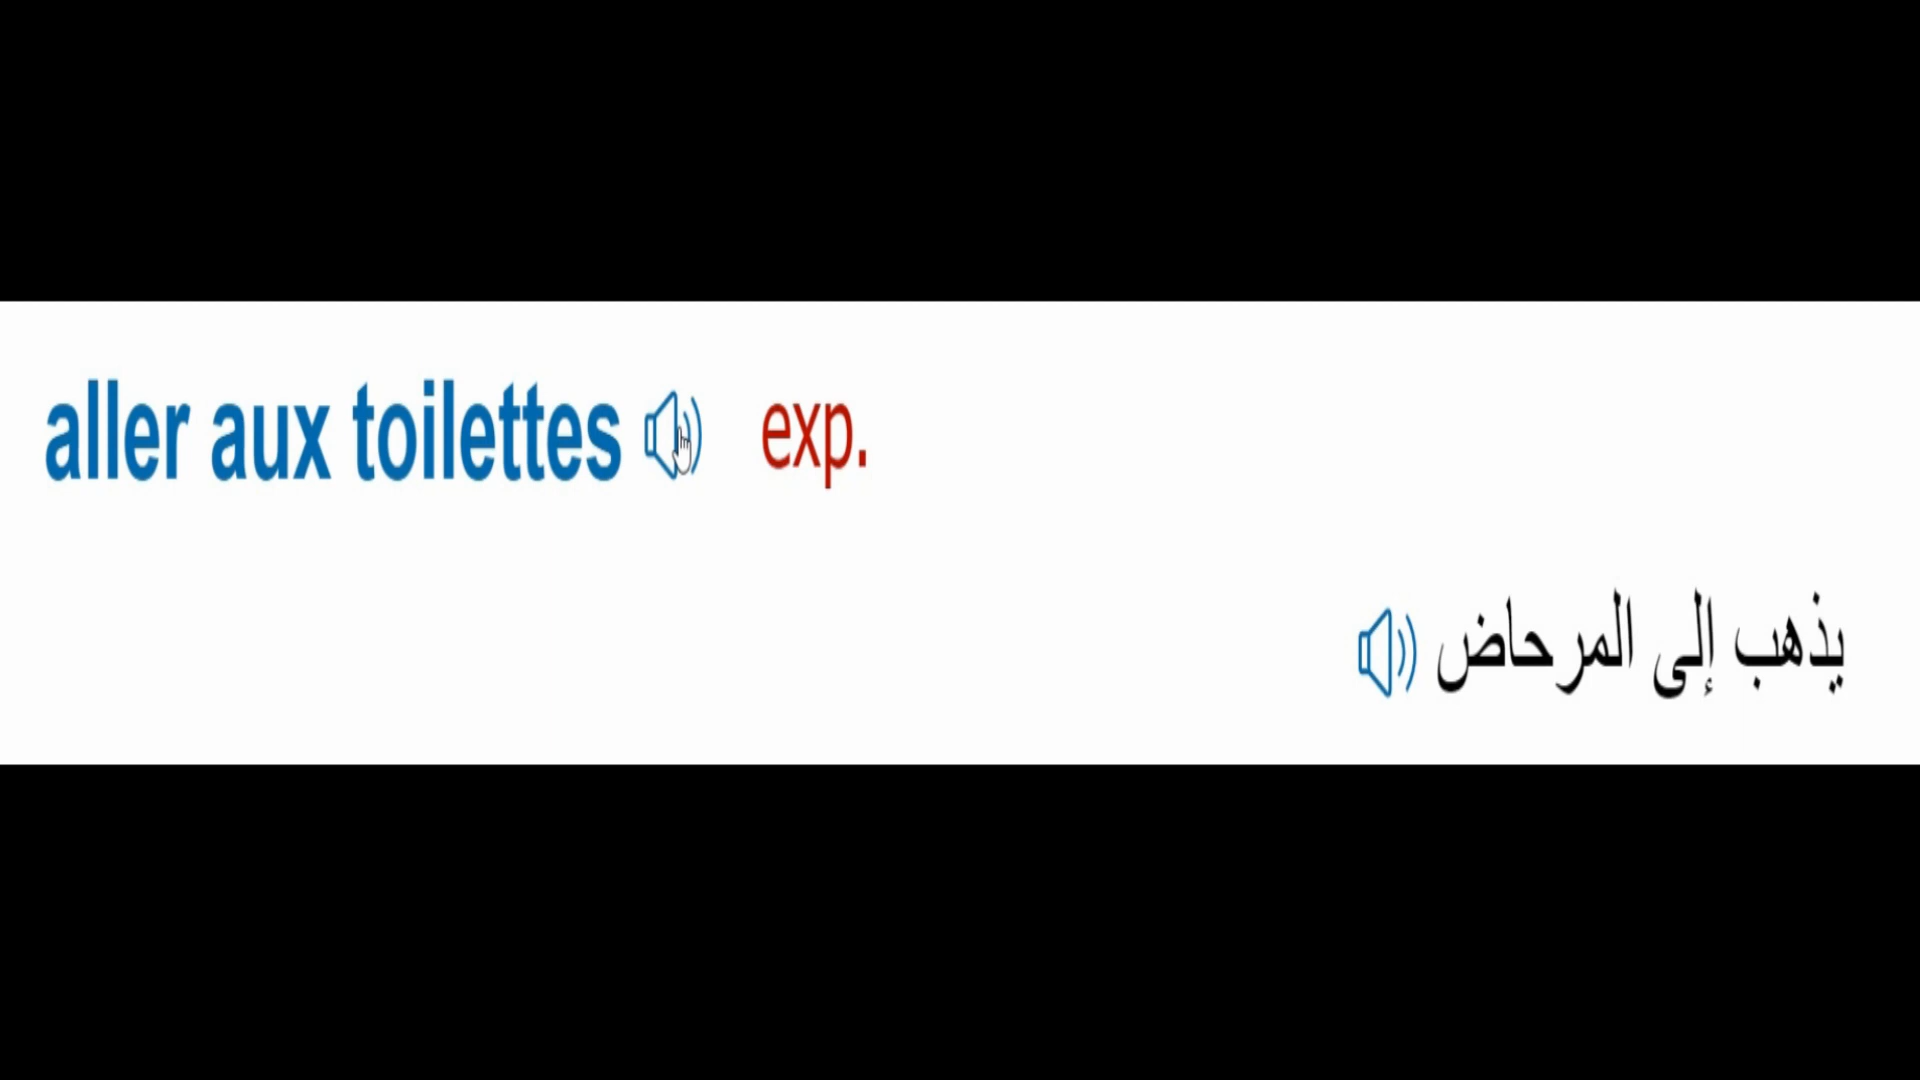 aller aux toilettes exp.
يذهب إلى المرحاض